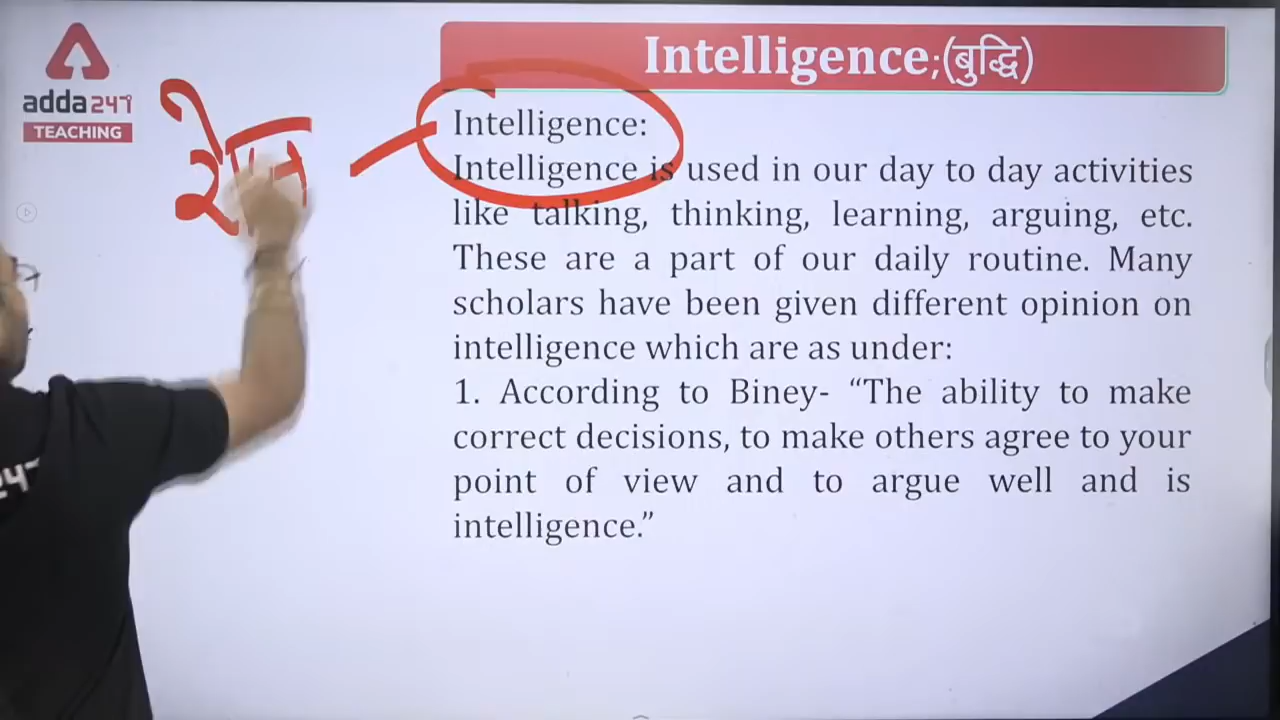 Intelligence;(बुद्धि)
adda247
TEACHING
Intelligence:
Intelligence is used in our day to day activities
like talking, thinking, learning, arguing, etc.
These are a part of our daily routine. Many
scholars have been given different opinion on
intelligence which are as under:
1. According to Biney- “The ability to make
correct decisions, to make others agree to your
point of view and to argue well and is
intelligence.”